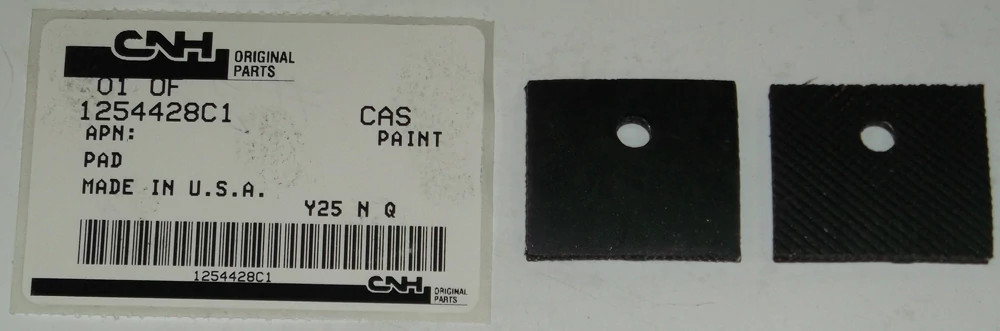 CNH ORIGINAL
PARTS
01 OF
1254428C1 CAS
APN: PAINT
PAD
MADE IN U.S.A.
Y25 N Q
1254428C1
CNH ORIGINAL
PARTS